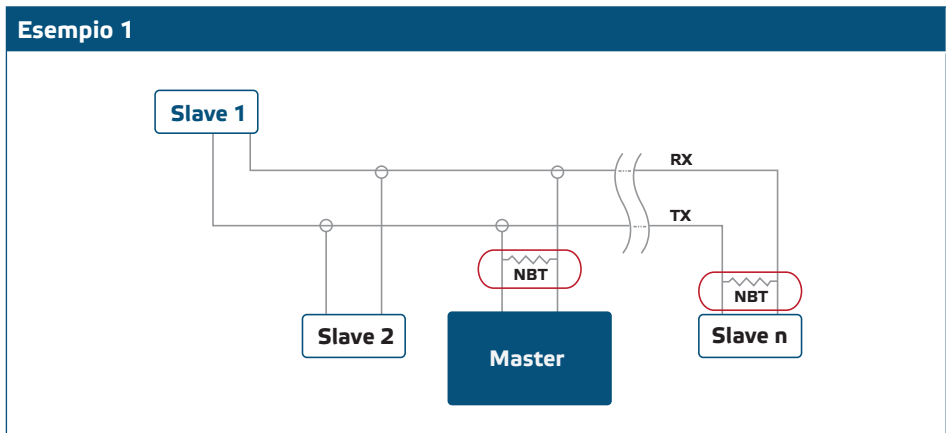 Esempio 1
Slave 1
RX
TX
NBT
NBT
Slave 2
Master
Slave n